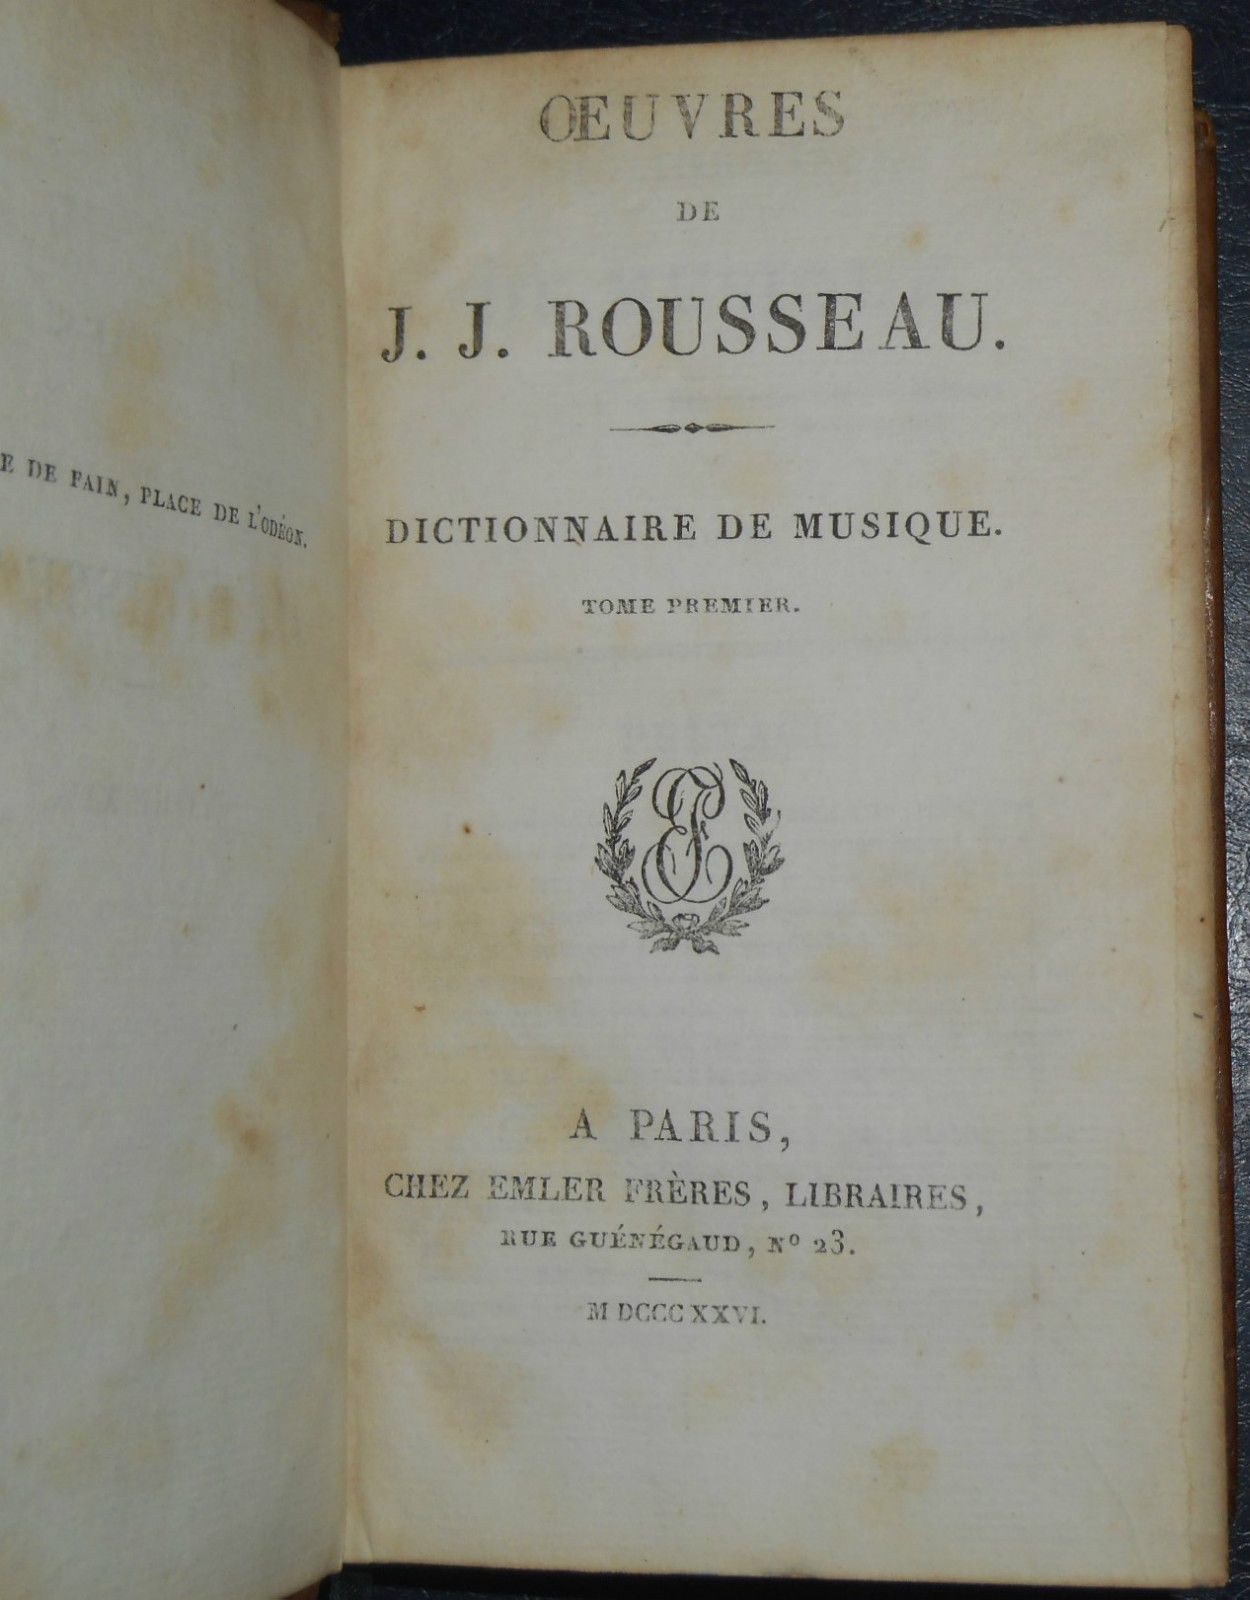 E DE FAIN, PLACE DE L'ODÉON.
ŒUVRES
DE
J. J. ROUSSEAU.
DICTIONNAIRE DE MUSIQUE.
TOME PREMIER.
A PARIS,
CHEZ EMLER FRÈRES, LIBRAIRES,
RUE GUÉNÉGAUD, Nº 23.
M DCCC XXVI.